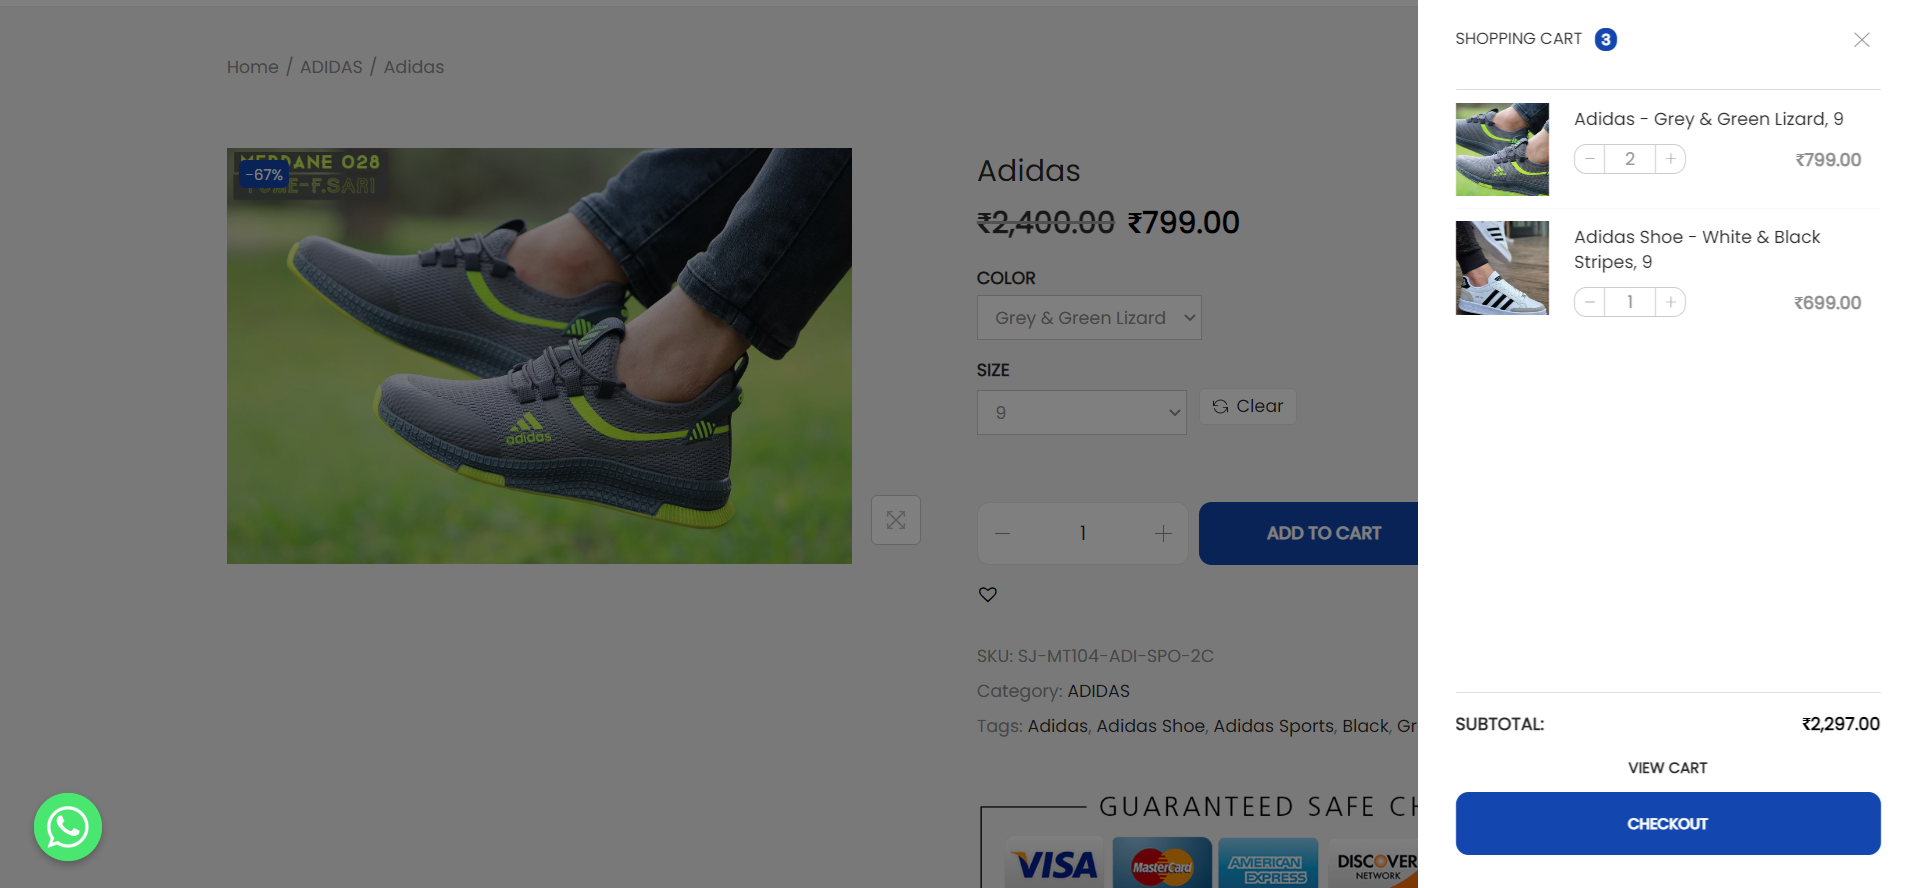 Home / ADIDAS / Adidas
-67%
Adidas
₹2,400.00 ₹799.00
COLOR
Grey & Green Lizard
SIZE
9
Clear
1
ADD TO CART
SKU: SJ-MT104-ADI-SPO-2C
Category: ADIDAS
Tags: Adidas, Adidas Shoe, Adidas Sports, Black, Gr
GUARANTEED SAFE CH
VISA
MasterCard
AMERICAN EXPRESS
DISCOVER
NETWORK
028
adidas
SHOPPING CART 3
Adidas - Grey & Green Lizard, 9
2
₹799.00
Adidas Shoe - White & Black
Stripes, 9
1
₹699.00
SUBTOTAL: ₹2,297.00
VIEW CART
CHECKOUT